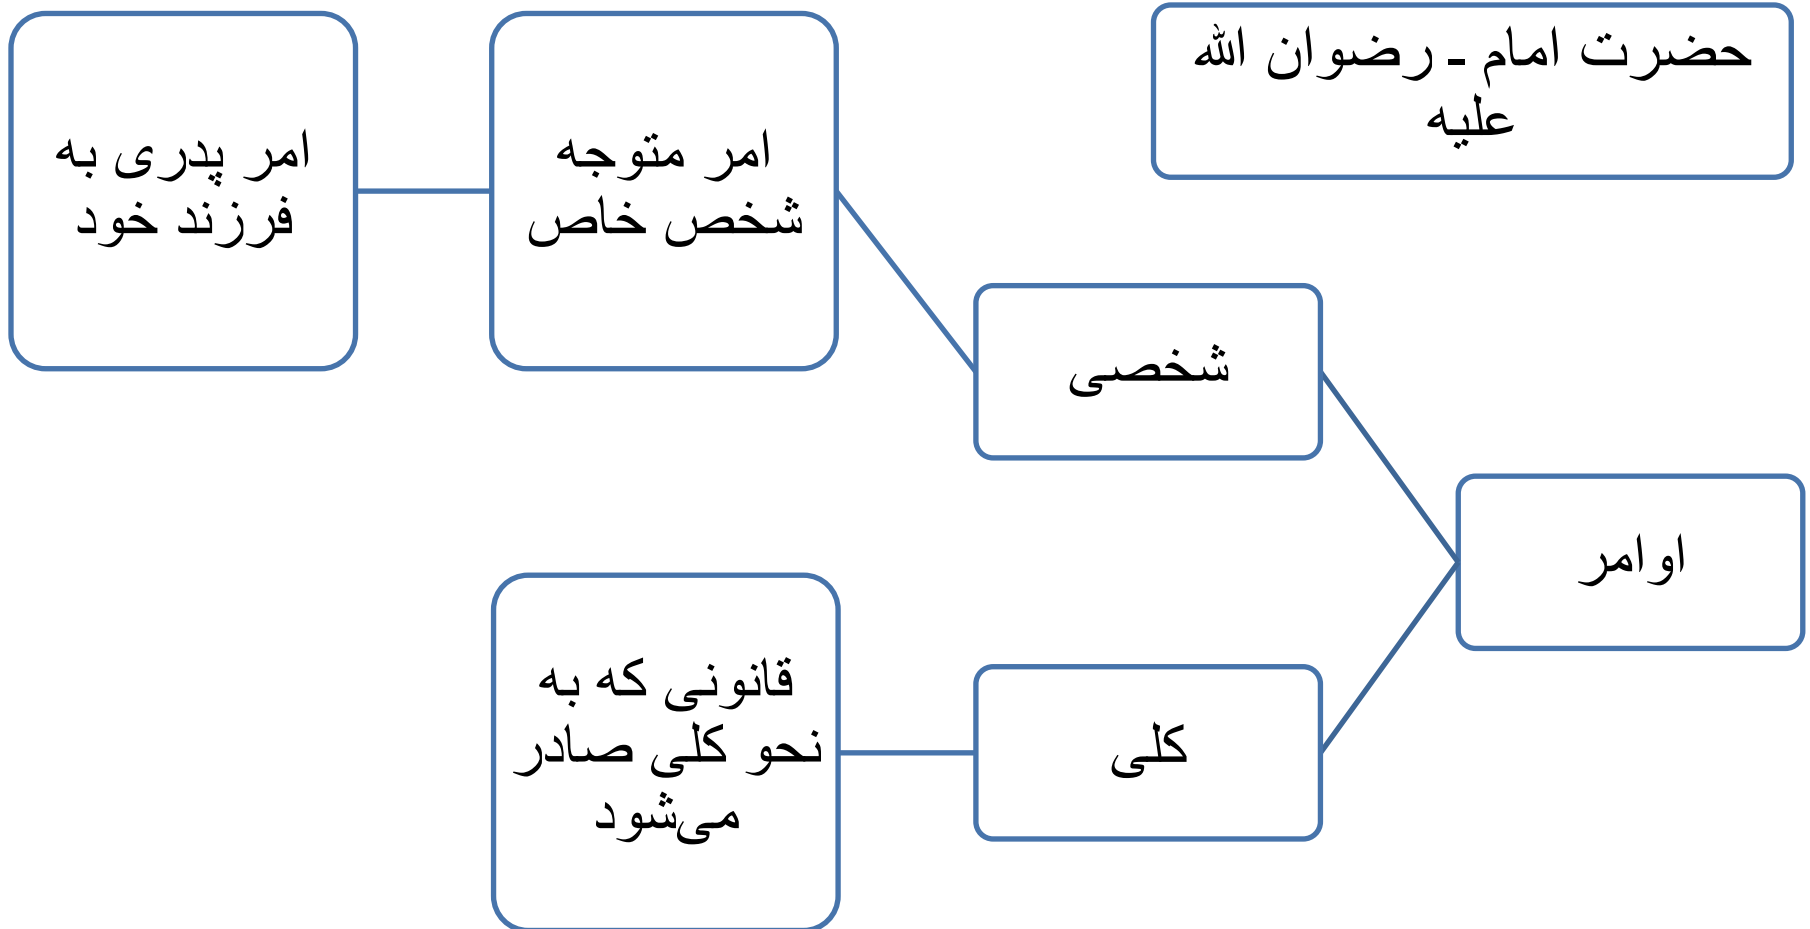 حضرت امام - رضوان الله
علیه
اوامر
شخصی
امر متوجه
شخص خاص
امر پدری به
فرزند خود
کلی
قانونی که به
نحو کلی صادر
می‌شود